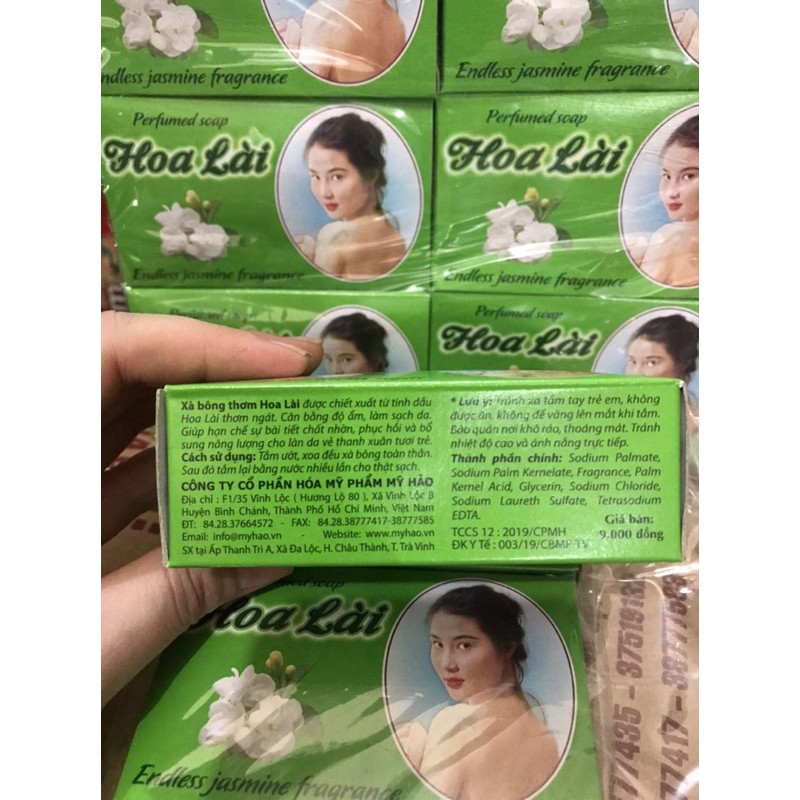 Endless jasmine fragrance
Endless jasmine fragrance
Perfumed soap
Hoa Lài
Endless jasmine fragrance
Perfumed soap
Hoa Lài
Endless jasmine fragrance
Perfumed soap
Hoa Lài
Xà bông thơm Hoa Lài được chiết xuất từ tinh dầu
Hoa Lài thơm ngát. Cân bằng độ ẩm, làm sạch da.
Giúp hạn chế sự bài tiết chất nhờn, phục hồi và bổ
sung năng lượng cho làn da vẻ thanh xuân tươi trẻ.
Cách sử dụng: Tắm ướt, xoa đều xà bông toàn thân.
Sau đó tắm lại bằng nước nhiều lần cho thật sạch.
CÔNG TY CỔ PHẦN HÓA MỸ PHẨM MỸ HẢO
Địa chỉ : F1/35 Vĩnh Lộc ( Hương Lộ 80 ), Xã Vĩnh Lộc B
Huyện Bình Chánh, Thành Phố Hồ Chí Minh, Việt Nam
ĐT: 84.28.37664572 - FAX: 84.28.38777417-38777585
Email: info@myhao.vn - Website: www.myhao.vn
SX tại Ấp Thanh Trì A, Xã Đa Lộc, H. Châu Thành, T. Trà Vinh
* Lưu ý: Tránh xa tầm tay trẻ em, không
được ăn, không để văng lên mắt khi tắm.
Bảo quản nơi khô ráo, thoáng mát. Tránh
nhiệt độ cao và ánh nắng trực tiếp.
Thành phần chính: Sodium Palmate,
Sodium Palm Kernelate, Fragrance, Palm
Kernel Acid, Glycerin, Sodium Chloride,
Sodium Laureth Sulfate, Tetrasodium
EDTA.
Giá bán:
9.000 đồng
TCCS 12 : 2019/CPMH
ĐK Y Tế : 003/19/CBMP-TV
soap
Hoa Lài
Endless jasmine fragrance
77435 - 3751913
77417 - 38777585